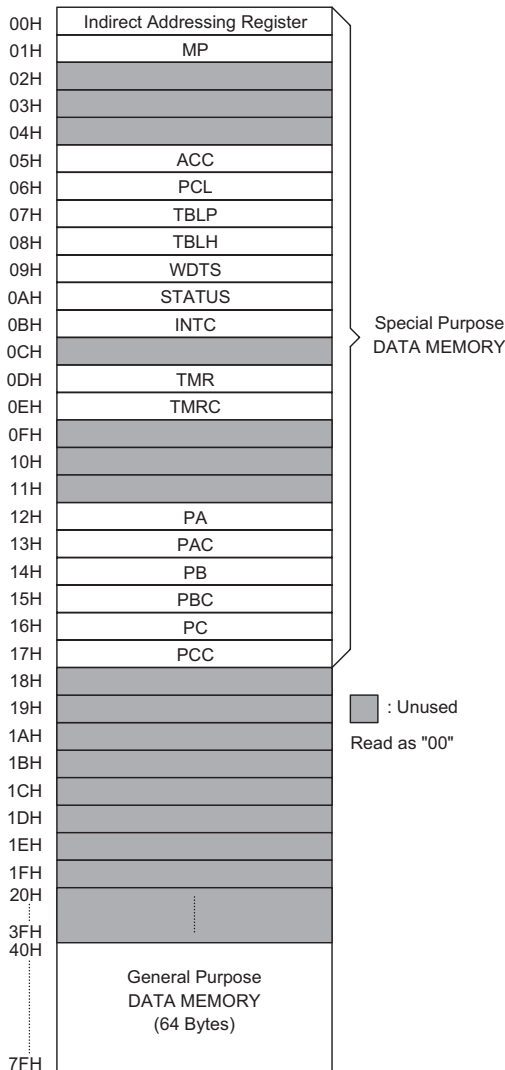 00H Indirect Addressing Register
01H MP
02H
03H
04H
05H ACC
06H PCL
07H TBLP
08H TBLH
09H WDTS
0AH STATUS
0BH INTC
Special Purpose
DATA MEMORY
0CH
0DH TMR
0EH TMRC
0FH
10H
11H
12H PA
13H PAC
14H PB
15H PBC
16H PC
17H PCC
18H
19H
: Unused
1AH
Read as "00"
1BH
1CH
1DH
1EH
1FH
20H
3FH
40H
General Purpose
DATA MEMORY
(64 Bytes)
7FH